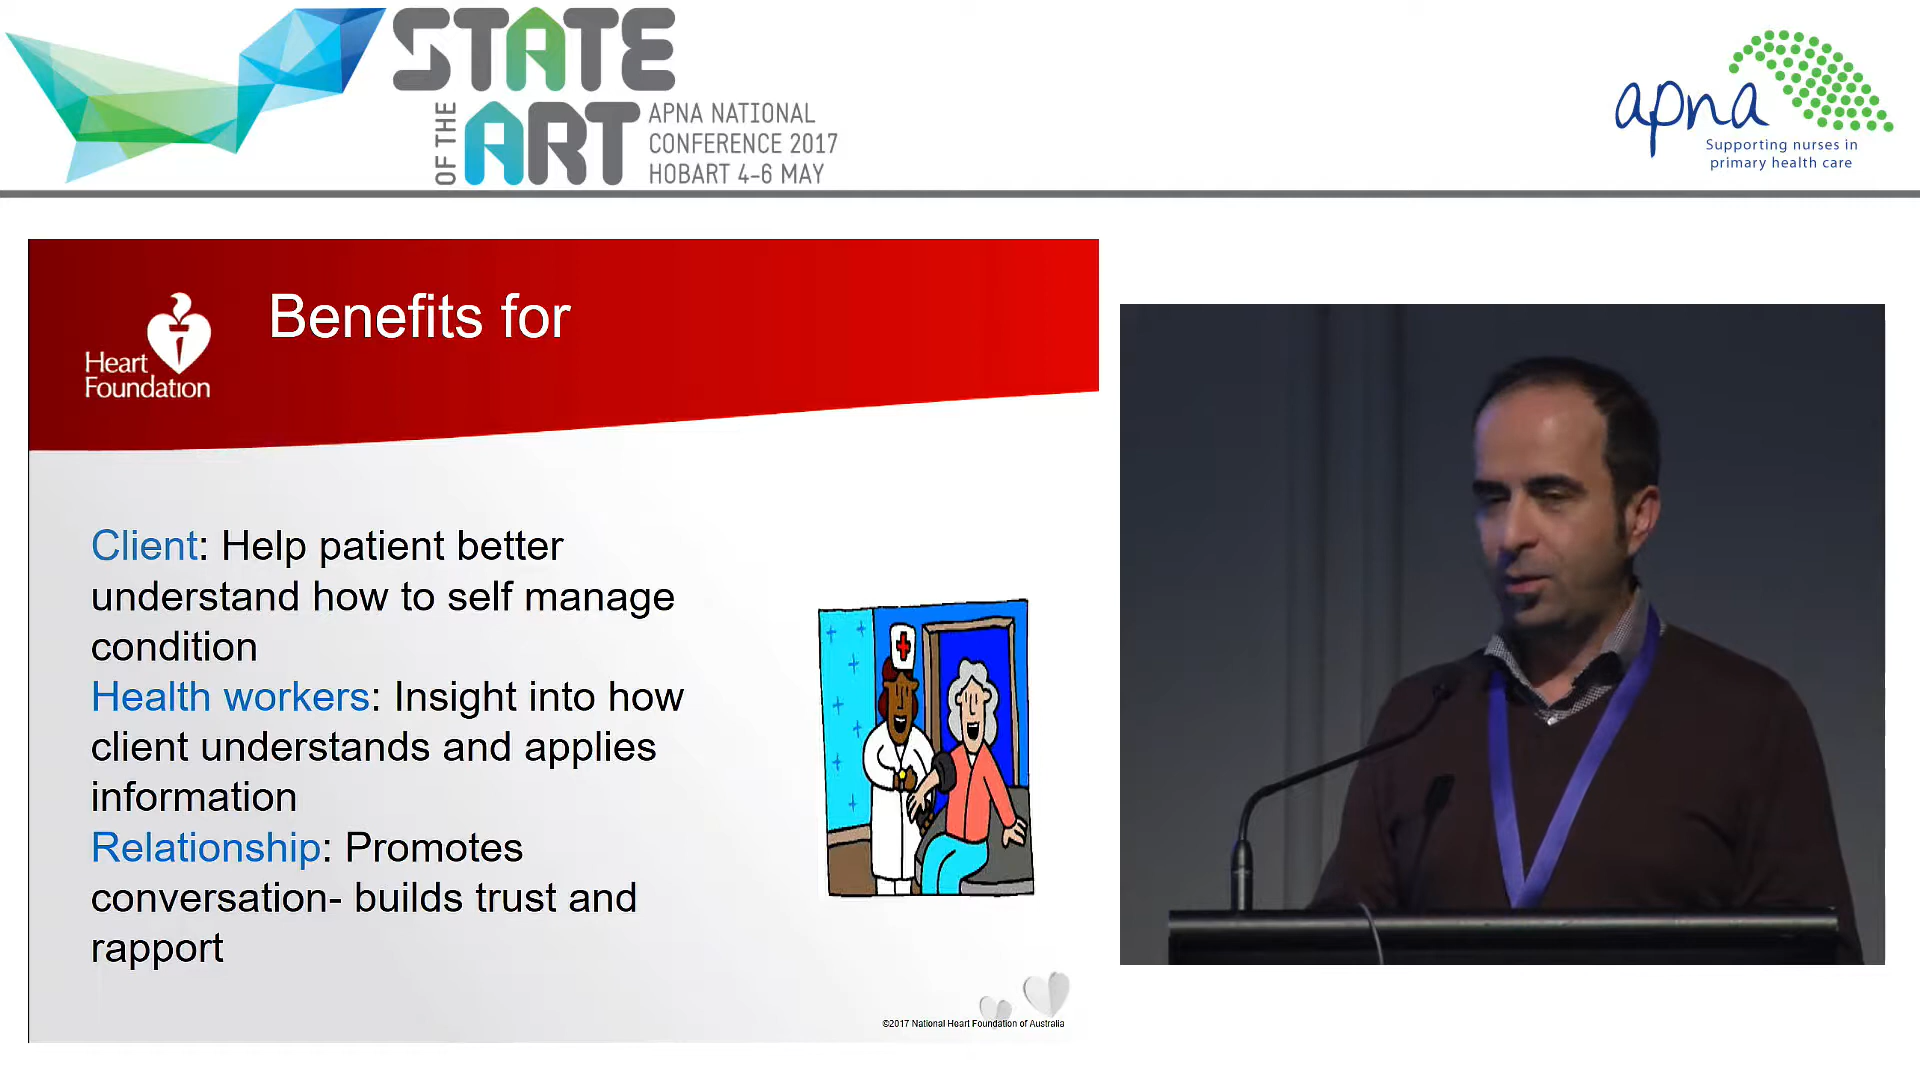 STATE
OF THE
ART
APNA NATIONAL
CONFERENCE 2017
HOBART 4-6 MAY
apna
Supporting nurses in
primary health care
Heart
Foundation
Benefits for
Client: Help patient better
understand how to self manage
condition
Health workers: Insight into how
client understands and applies
information
Relationship: Promotes
conversation- builds trust and
rapport
©2017 National Heart Foundation of Australia